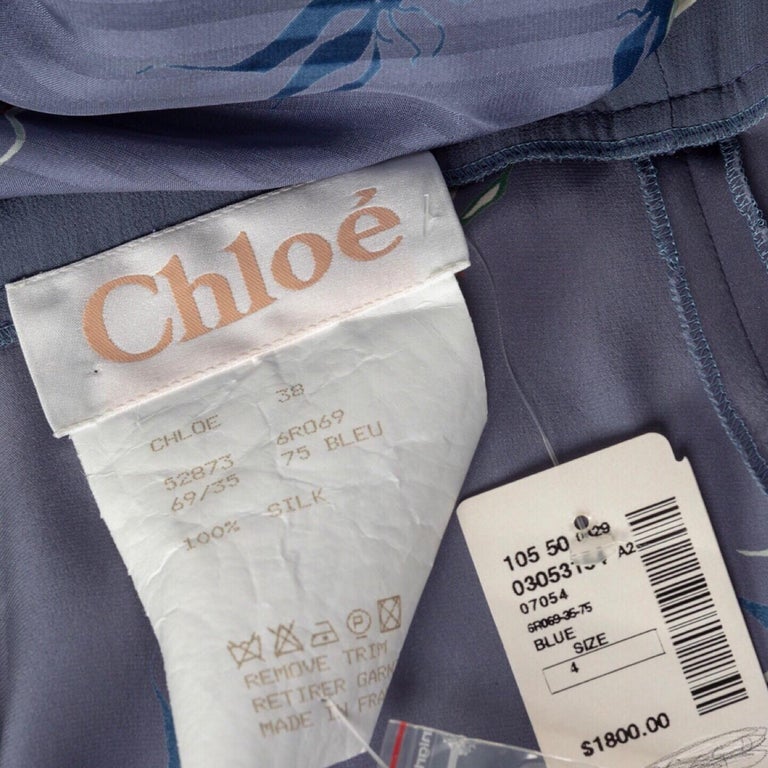 Chloé
38
CHLOE 6R069
52873 75 BLEU
69/35
100% SILK
P
REMOVE TRIM
RETIRER GARN
MADE IN FRA
105 50
A2
07054
6R069-35-75
BLUE SIZE
4
$1800.00